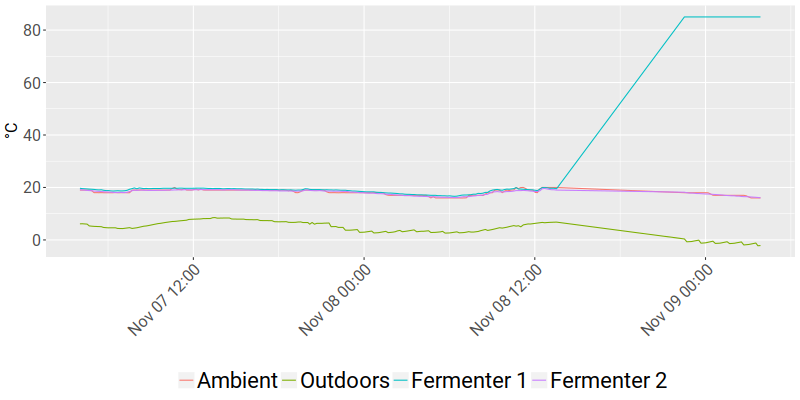 °C
80
60
40
20
0
Nov 07 12:00
Nov 08 00:00
Nov 08 12:00
Nov 09 00:00
Ambient Outdoors Fermenter 1 Fermenter 2